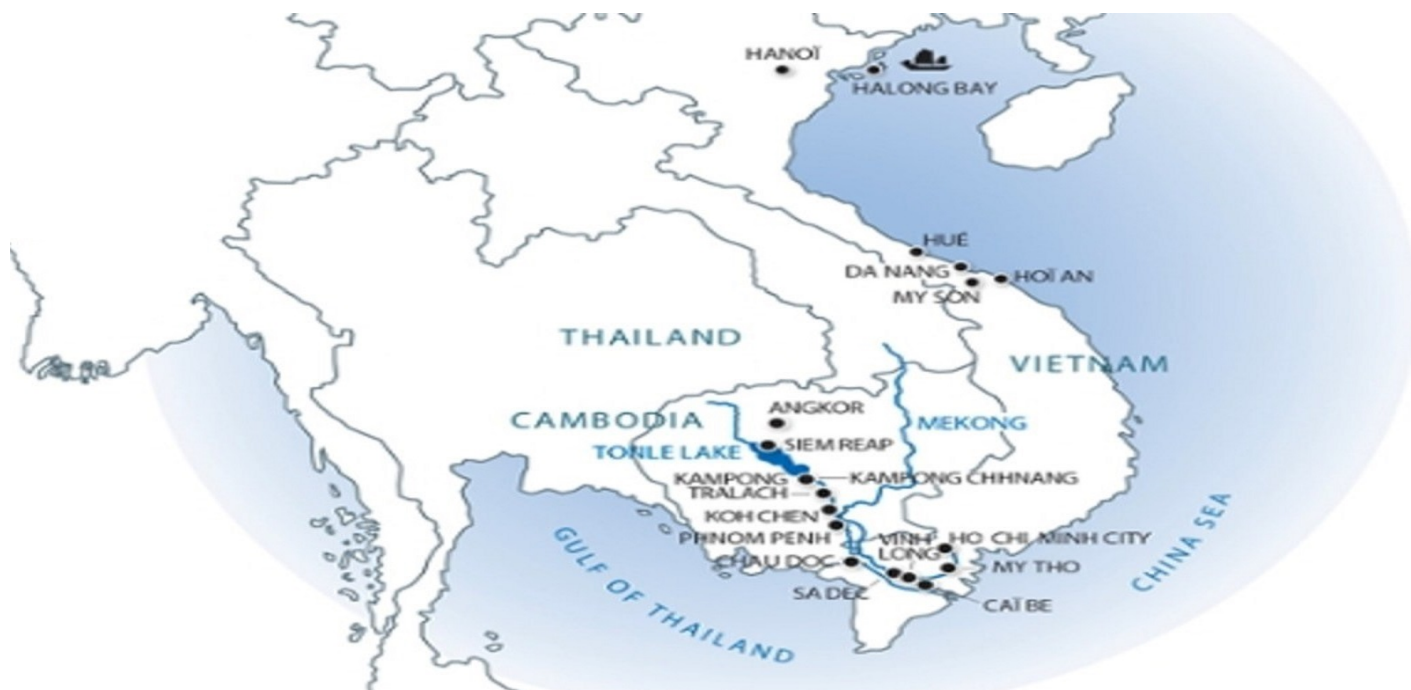 HANOÏ
HALONG BAY
HUÉ
DA NANG
HOÏ AN
MY SON
THAILAND
VIETNAM
ANGKOR
CAMBODIA
MEKONG
TONLE LAKE
SIEM REAP
KAMPONG
TRALACH
KAMPONG CHHNANG
KOH CHEN
PHNOM PENH
VINH
LONG
HO CHI MINH CITY
CHAU DOC
MY THO
SA DEC
CAÏ BE
GULF OF THAILAND
CHINA SEA